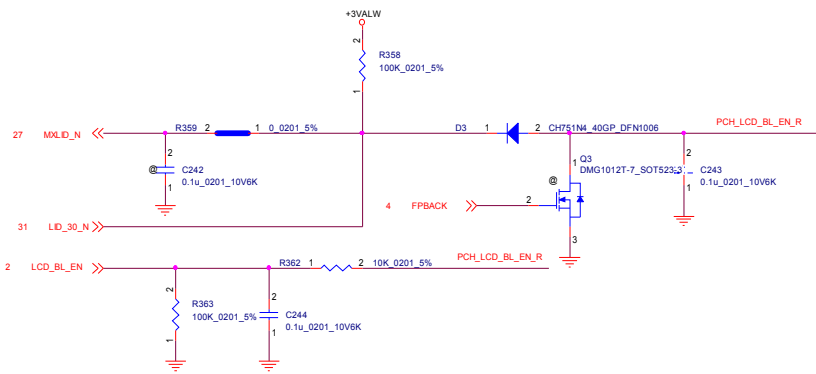 +3VALW
2
R358
100K_0201_5%
1
27 MXLID_N
R359 2 1 0_0201_5%
D3 1 2 CH751N4_40GP_DFN1006
PCH_LCD_BL_EN_R
2
@ C242
1
0.1u_0201_10V6K
1
Q3
DMG1012T-7_SOT523-3
@
2
C243
1
0.1u_0201_10V6K
4 FPBACK
2
3
31 LID_30_N
2 LCD_BL_EN
R362 1 2 10K_0201_5%
PCH_LCD_BL_EN_R
2
R363
100K_0201_5%
1
2
C244
0.1u_0201_10V6K
1